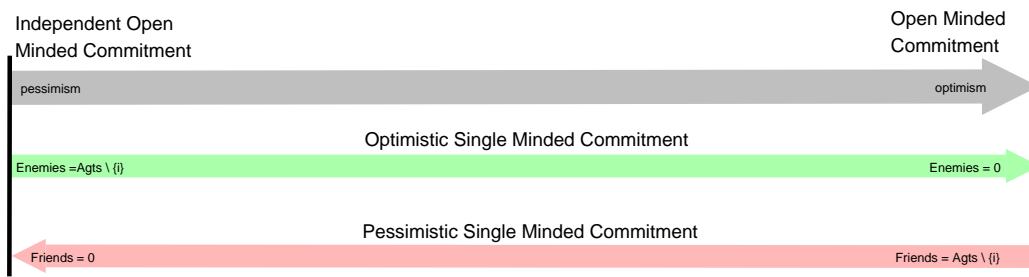 Independent Open
Minded Commitment
Open Minded
Commitment
pessimism
optimism
Optimistic Single Minded Commitment
Enemies =Agts \ {i}
Enemies = 0
Pessimistic Single Minded Commitment
Friends = 0
Friends = Agts \ {i}